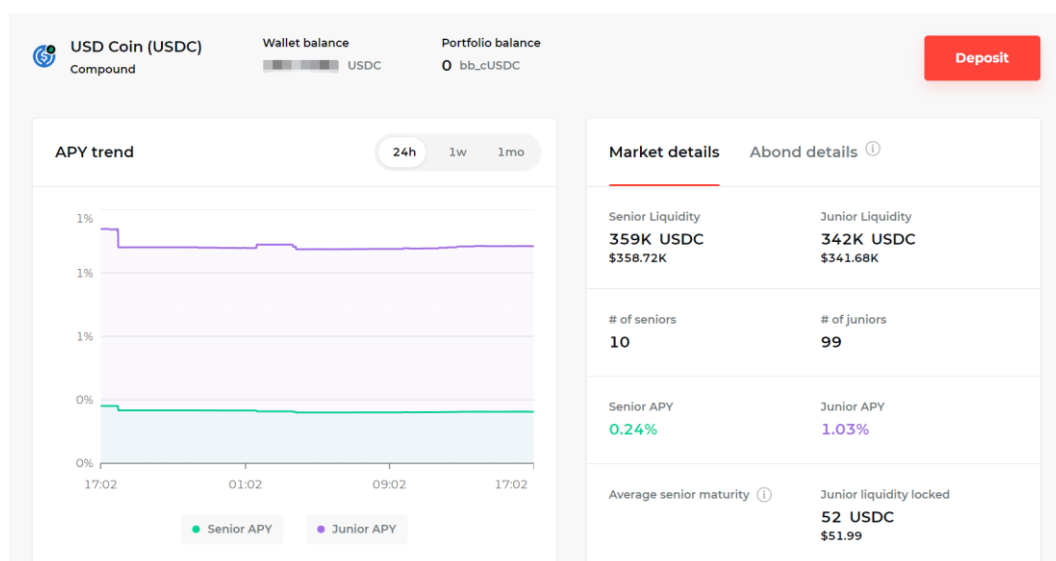 USD Coin (USDC)
Compound
Wallet balance
USDC
Portfolio balance
0 bb_cUSDC
Deposit
APY trend
24h
1w
1mo
1%
1%
1%
0%
0%
17:02
01:02
09:02
17:02
Senior APY
Junior APY
Market details
Abond details
Senior Liquidity
359K USDC
$358.72K
Junior Liquidity
342K USDC
$341.68K
# of seniors
10
# of juniors
99
Senior APY
0.24%
Junior APY
1.03%
Average senior maturity
Junior liquidity locked
52 USDC
$51.99